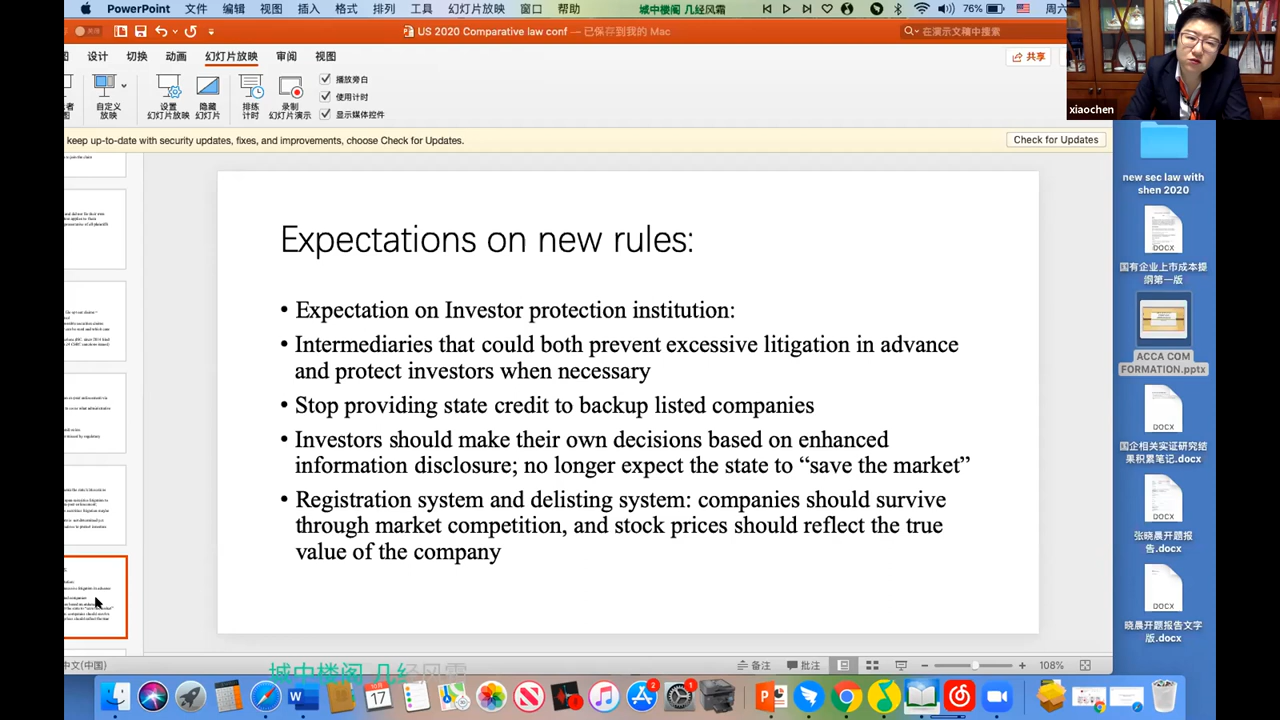 PowerPoint 文件 编辑 视图 插入 格式 排列 工具 幻灯片放映 窗口 帮助 城中楼阁 几经风霜 76% 周六
US 2020 Comparative law conf — 已保存到我的 Mac
在演示文稿中搜索
设计 切换 动画 幻灯片放映 审阅 视图
共享
xiaochen
自定义
放映
设置
幻灯片放映
隐藏
幻灯片
排练
计时
录制
幻灯片演示
播放旁白
使用计时
显示媒体控件
keep up-to-date with security updates, fixes, and improvements, choose Check for Updates.
Check for Updates
Expectations on new rules:
• Expectation on Investor protection institution:
• Intermediaries that could both prevent excessive litigation in advance
and protect investors when necessary
• Stop providing state credit to backup listed companies
• Investors should make their own decisions based on enhanced
information disclosure; no longer expect the state to “save the market”
• Registration system and delisting system: companies should survive
through market competition, and stock prices should reflect the true
value of the company
new sec law with
shen 2020
DOCX
国有企业上市成本提
纲第一版
ACCA COM
FORMATION.pptx
DOCX
国企相关实证研究结
果积累笔记.docx
DOCX
张晓晨开题报
告.docx
DOCX
晓晨开题报告文字
版.docx
中文(中国)
城中楼阁 几经风霜
备注 批注 108%
OCT
17
2
1